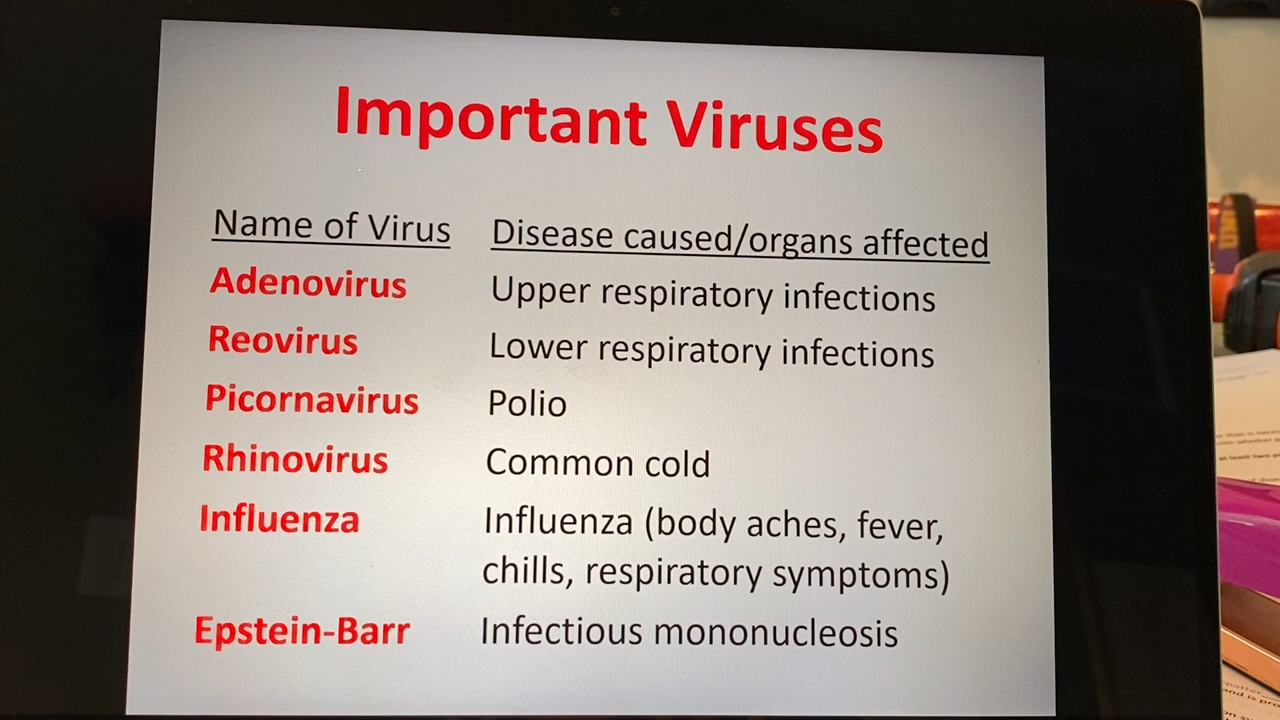 Important Viruses
Name of Virus Disease caused/organs affected
Adenovirus Upper respiratory infections
Reovirus Lower respiratory infections
Picornavirus Polio
Rhinovirus Common cold
Influenza Influenza (body aches, fever,
chills, respiratory symptoms)
Epstein-Barr Infectious mononucleosis